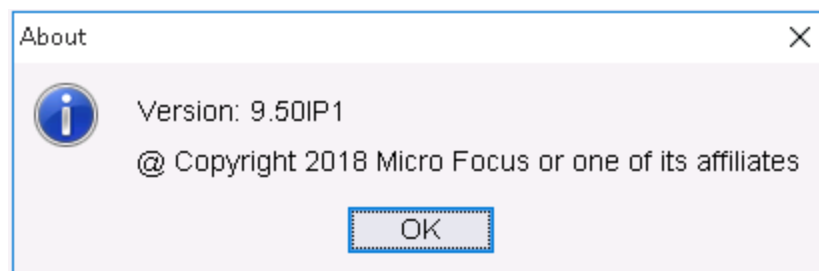 About
Version: 9.50IP1
@ Copyright 2018 Micro Focus or one of its affiliates
OK